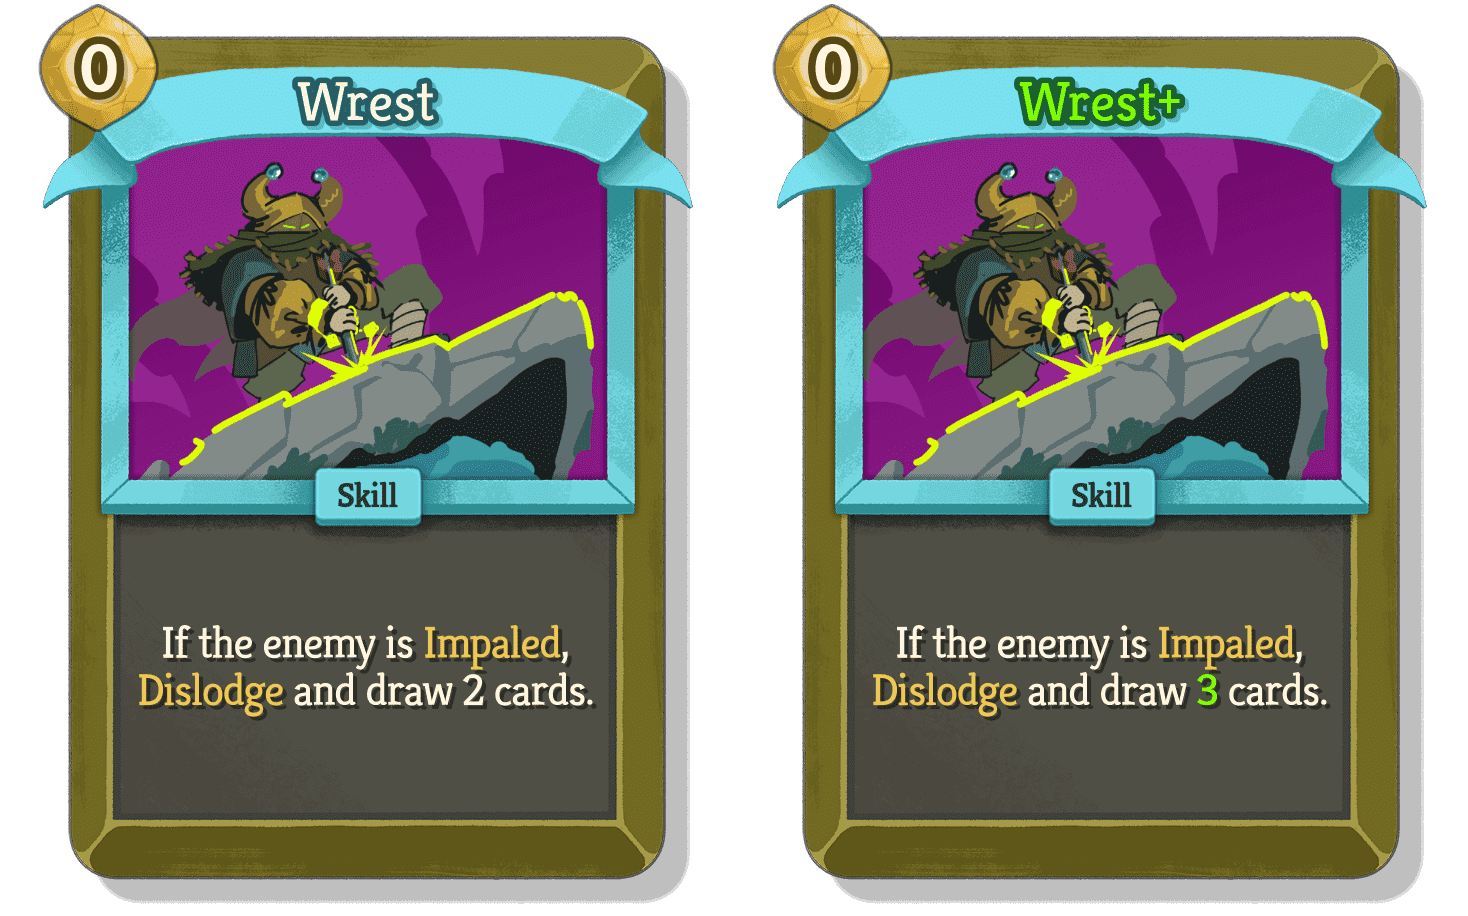 0
Wrest
Skill
If the enemy is Impaled,
Dislodge and draw 2 cards.
0
Wrest+
Skill
If the enemy is Impaled,
Dislodge and draw 3 cards.